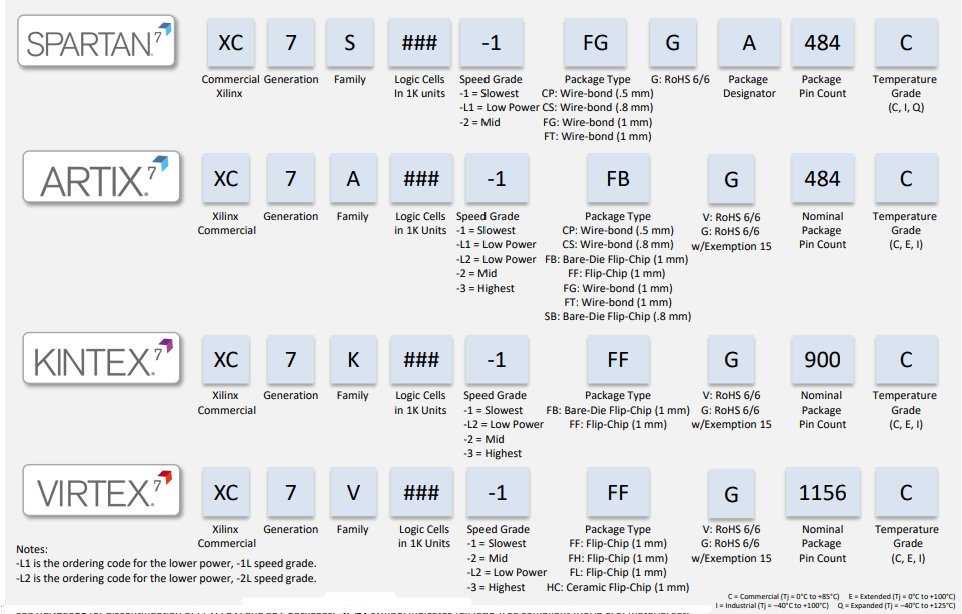 SPARTAN.7 XC 7 S ### -1 FG G A 484 C
Commercial Generation Family Logic Cells Speed Grade Package Type G: RoHS 6/6 Package Package Temperature
Xilinx In 1K units -1 = Slowest CP: Wire-bond (.5 mm) Designator Pin Count Grade
-L1 = Low Power CS: Wire-bond (.8 mm) (C, I, Q)
-2 = Mid FG: Wire-bond (1 mm)
FT: Wire-bond (1 mm)
ARTIX.7 XC 7 A ### -1 FB G 484 C
Xilinx Generation Family Logic Cells Speed Grade Package Type V: RoHS 6/6 Nominal Temperature
Commercial in 1K Units -1 = Slowest CP: Wire-bond (.5 mm) G: RoHS 6/6 Package Grade
-L1 = Low Power CS: Wire-bond (.8 mm) w/Exemption 15 Pin Count (C, E, I)
-L2 = Low Power FB: Bare-Die Flip-Chip (1 mm)
-2 = Mid FF: Flip-Chip (1 mm)
-3 = Highest FG: Wire-bond (1 mm)
FT: Wire-bond (1 mm)
SB: Bare-Die Flip-Chip (.8 mm)
KINTEX.7 XC 7 K ### -1 FF G 900 C
Xilinx Generation Family Logic Cells Speed Grade Package Type V: RoHS 6/6 Nominal Temperature
Commercial in 1K Units -1 = Slowest FB: Bare-Die Flip-Chip (1 mm) G: RoHS 6/6 Package Grade
-L2 = Low Power FF: Flip-Chip (1 mm) w/Exemption 15 Pin Count (C, E, I)
-2 = Mid
-3 = Highest
VIRTEX.7 XC 7 V ### -1 FF G 1156 C
Xilinx Generation Family Logic Cells Speed Grade Package Type V: RoHS 6/6 Nominal Temperature
Commercial in 1K Units -1 = Slowest FF: Flip-Chip (1 mm) G: RoHS 6/6 Package Grade
-2 = Mid FH: Flip-Chip (1 mm) w/Exemption 15 Pin Count (C, E, I)
-L2 = Low Power FL: Flip-Chip (1 mm)
-3 = Highest HC: Ceramic Flip-Chip (1 mm)
Notes:
-L1 is the ordering code for the lower power, -1L speed grade.
-L2 is the ordering code for the lower power, -2L speed grade.
C = Commercial (Tj = 0°C to +85°C) E = Extended (Tj = 0°C to +100°C)
I = Industrial (Tj = −40°C to +100°C) Q = Expanded (Tj = −40°C to +125°C)